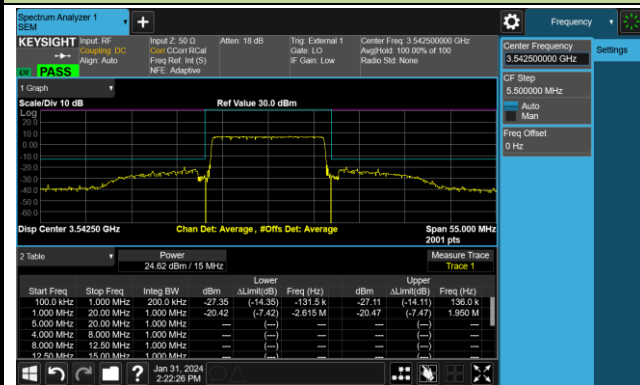 Spectrum Analyzer 1
SEM
+
Frequency
KEYSIGHT Input: RF Input Z: 50 Ω Atten: 18 dB Trig: External 1 Center Freq: 3.542500000 GHz
Coupling: DC Corr CCorr RCal Gate: LO Avg|Hold: 100.00% of 100
Align: Auto Freq Ref: Int (S) IF Gain: Low Radio Std: None
NFE: Adaptive
PASS
Center Frequency
3.542500000 GHz
Settings
CF Step
5.500000 MHz
Auto
Man
Freq Offset
0 Hz
1 Graph
Scale/Div 10 dB Ref Value 30.0 dBm
Log
20.0
10.0
0.00
-10.0
-20.0
-30.0
-40.0
-50.0
-60.0
Disp Center 3.54250 GHz Chan Det: Average, #Offs Det: Average Span 55.000 MHz
2001 pts
2 Table Power Measure Trace
24.62 dBm / 15 MHz Trace 1
Lower Upper
Start Freq Stop Freq Integ BW dBm ΔLimit(dB) Freq (Hz) dBm ΔLimit(dB) Freq (Hz)
100.0 kHz 1.000 MHz 200.0 kHz -27.35 (-14.35) -131.5 k -27.11 (-14.11) 136.0 k
1.000 MHz 20.00 MHz 1.000 MHz -20.42 (-7.42) -2.615 M -20.47 (-7.47) 1.950 M
5.000 MHz 20.00 MHz 1.000 MHz --- (---) --- --- (---) ---
4.000 MHz 8.000 MHz 1.000 MHz --- (---) --- --- (---) ---
8.000 MHz 12.50 MHz 1.000 MHz --- (---) --- --- (---) ---
12.50 MHz 15.00 MHz 1.000 MHz --- (---) --- --- (---) ---
? Jan 31, 2024
2:22:26 PM